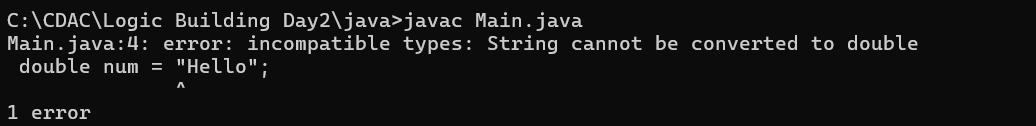 C:\CDAC\Logic Building Day2\java>javac Main.java
Main.java:4: error: incompatible types: String cannot be converted to double
 double num = "Hello";
              ^
1 error